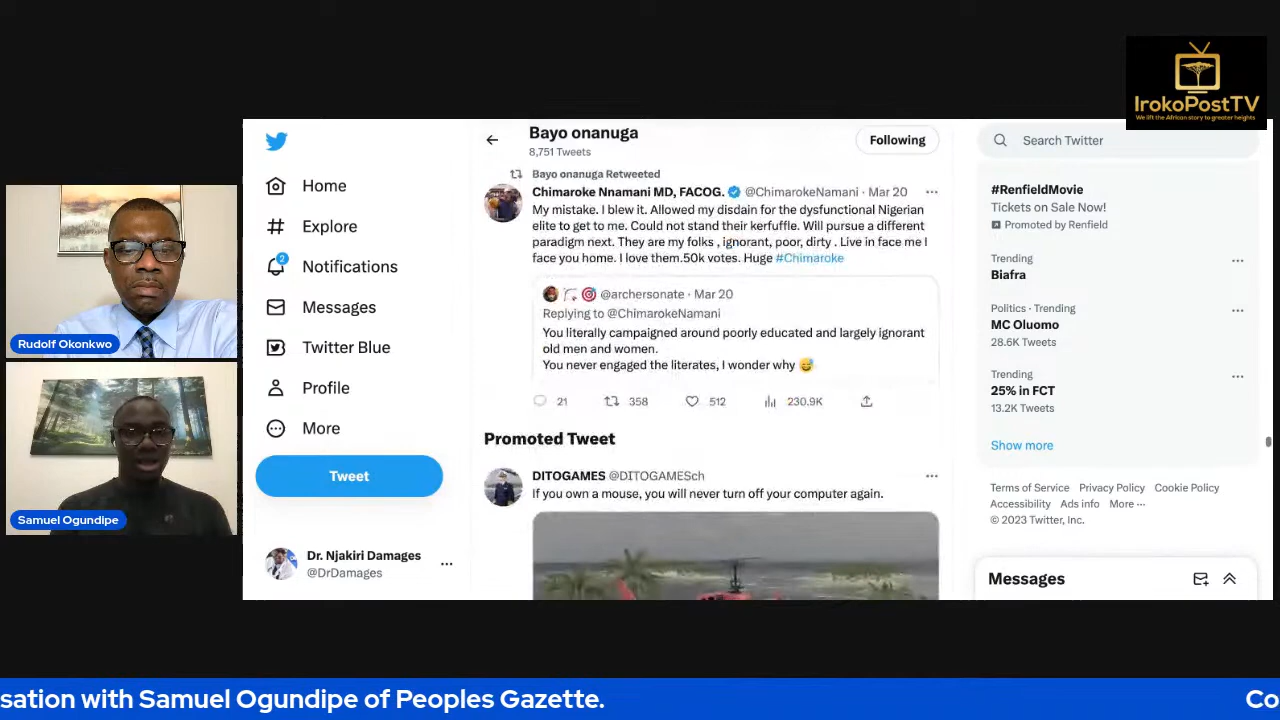 IrokoPostTV
We lift the African story to greater heights
Rudolf Okonkwo
Samuel Ogundipe
Home
Explore
2
Notifications
Messages
Twitter Blue
Profile
More
Tweet
Dr. Njakiri Damages
@DrDamages
Bayo onanuga
8,751 Tweets
Following
Bayo onanuga Retweeted
Chimaroke Nnamani MD, FACOG. @ChimarokeNamani · Mar 20
My mistake. I blew it. Allowed my disdain for the dysfunctional Nigerian
elite to get to me. Could not stand their kerfuffle. Will pursue a different
paradigm next. They are my folks , ignorant, poor, dirty . Live in face me I
face you home. I love them.50k votes. Huge #Chimaroke
@archersonate · Mar 20
Replying to @ChimarokeNamani
You literally campaigned around poorly educated and largely ignorant
old men and women.
You never engaged the literates, I wonder why 😅
21 358 512 230.9K
Promoted Tweet
DITOGAMES @DITOGAMESch
If you own a mouse, you will never turn off your computer again.
Search Twitter
#RenfieldMovie
Tickets on Sale Now!
Promoted by Renfield
Trending
Biafra
Politics · Trending
MC Oluomo
28.6K Tweets
Trending
25% in FCT
13.2K Tweets
Show more
Terms of Service Privacy Policy Cookie Policy
Accessibility Ads info More ···
© 2023 Twitter, Inc.
Messages
sation with Samuel Ogundipe of Peoples Gazette. Co